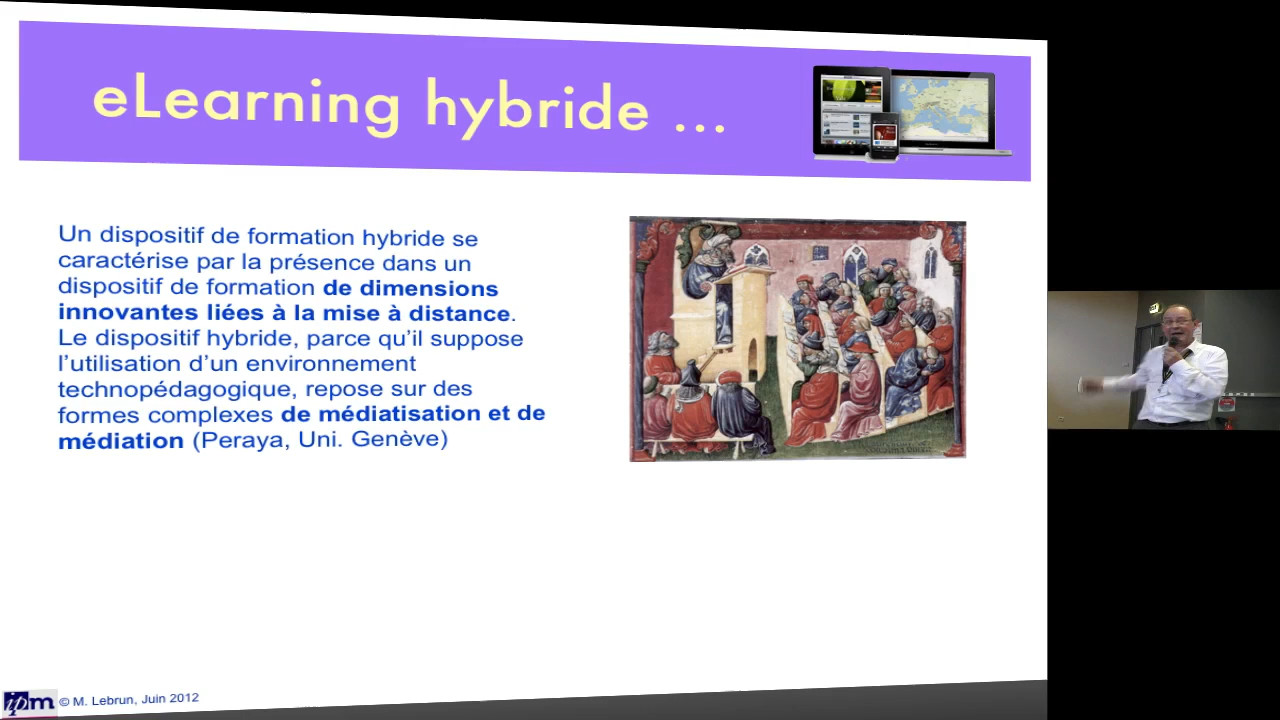 eLearning hybride ...
Un dispositif de formation hybride se
caractérise par la présence dans un
dispositif de formation de dimensions
innovantes liées à la mise à distance.
Le dispositif hybride, parce qu'il suppose
l'utilisation d'un environnement
technopédagogique, repose sur des
formes complexes de médiatisation et de
médiation (Peraya, Uni. Genève)
ipm © M. Lebrun, Juin 2012